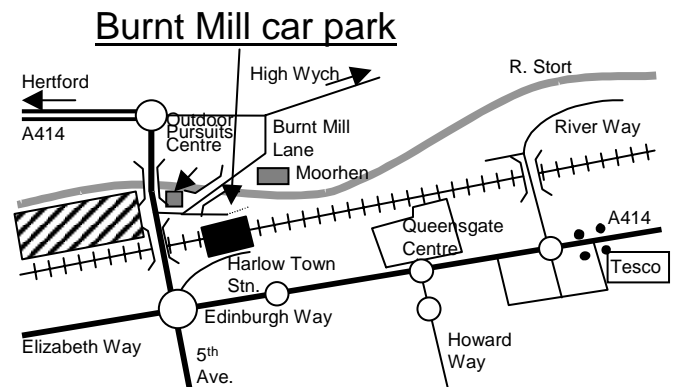 Burnt Mill car park
Hertford
High Wych
R. Stort
A414
Outdoor
Pursuits
Centre
Burnt Mill
Lane
River Way
Moorhen
Queensgate
Centre
A414
Harlow Town
Stn.
Tesco
Edinburgh Way
Elizabeth Way
5th
Ave.
Howard
Way